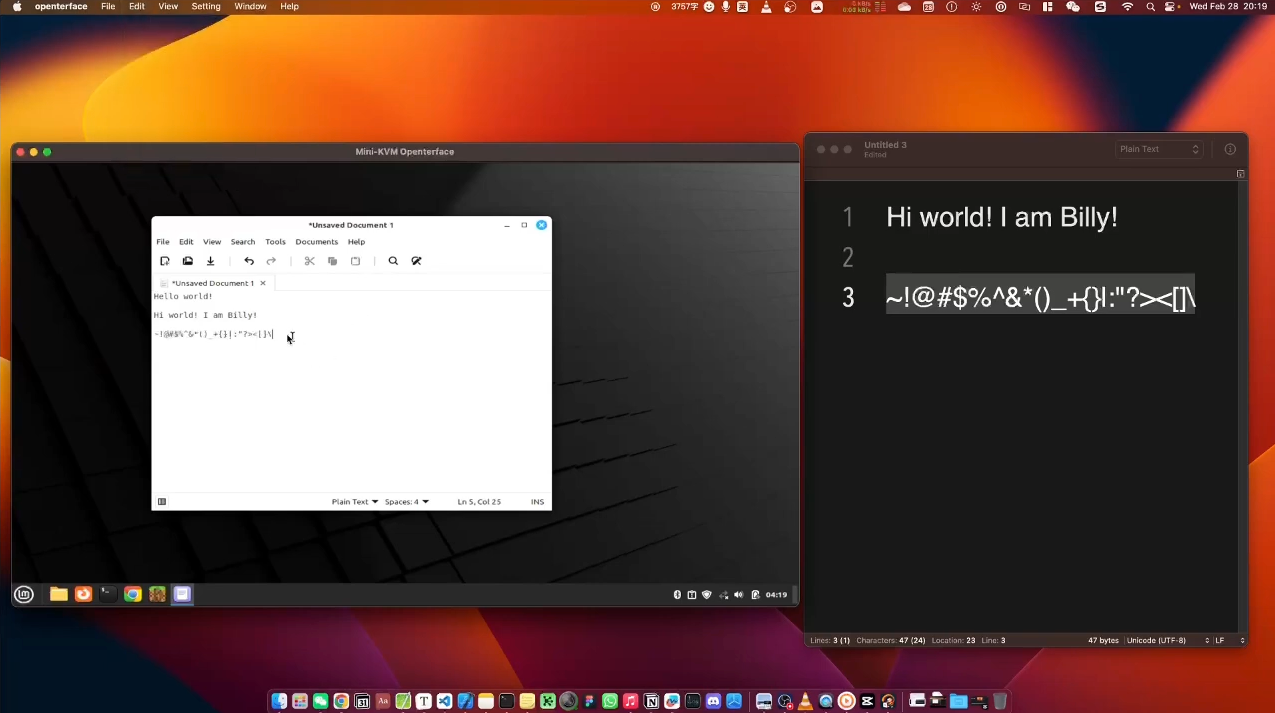 openterface File Edit View Setting Window Help 3757字 Wed Feb 28 20:19
Mini-KVM Openterface
*Unsaved Document 1
File Edit View Search Tools Documents Help
*Unsaved Document 1
Hello world!
Hi world! I am Billy!
~!@#$%^&*()_+{}|:"?><[]\
Plain Text Spaces: 4 Ln 5, Col 25 INS
04:19
Untitled 3
Edited
Plain Text
1 Hi world! I am Billy!
2
3 ~!@#$%^&*()_+{}|:"?><[]\
Lines: 3 (1) Characters: 47 (24) Location: 23 Line: 3 47 bytes Unicode (UTF-8) LF